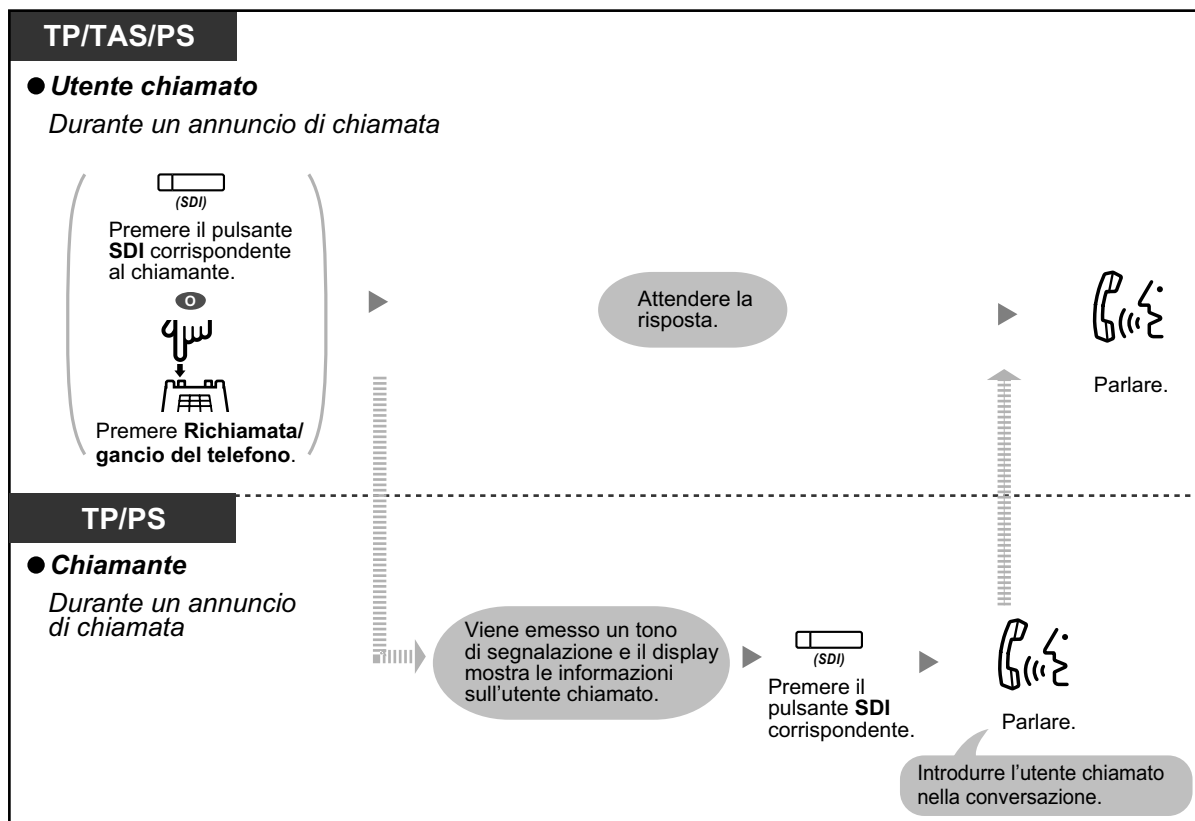 TP/TAS/PS
● Utente chiamato
Durante un annuncio di chiamata
(SDI)
Premere il pulsante
SDI corrispondente
al chiamante.
O
Premere Richiamata/
gancio del telefono.
Attendere la
risposta.
Parlare.
TP/PS
● Chiamante
Durante un annuncio
di chiamata
Viene emesso un tono
di segnalazione e il display
mostra le informazioni
sull’utente chiamato.
(SDI)
Premere il
pulsante SDI
corrispondente.
Parlare.
Introdurre l’utente chiamato
nella conversazione.